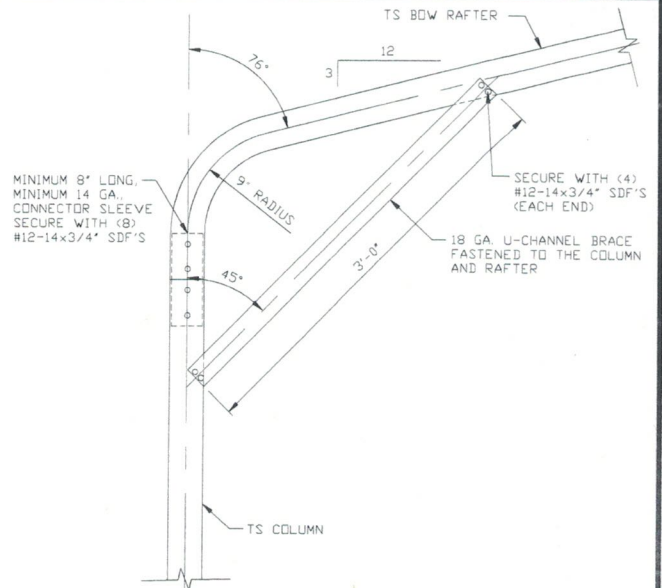 TS BOW RAFTER
12
3
76°
MINIMUM 8" LONG,
MINIMUM 14 GA.,
CONNECTOR SLEEVE
SECURE WITH (8)
#12-14x3/4" SDF'S
9" RADIUS
SECURE WITH (4)
#12-14x3/4" SDF'S
(EACH END)
18 GA. U-CHANNEL BRACE
FASTENED TO THE COLUMN
AND RAFTER
3'-0"
45°
TS COLUMN